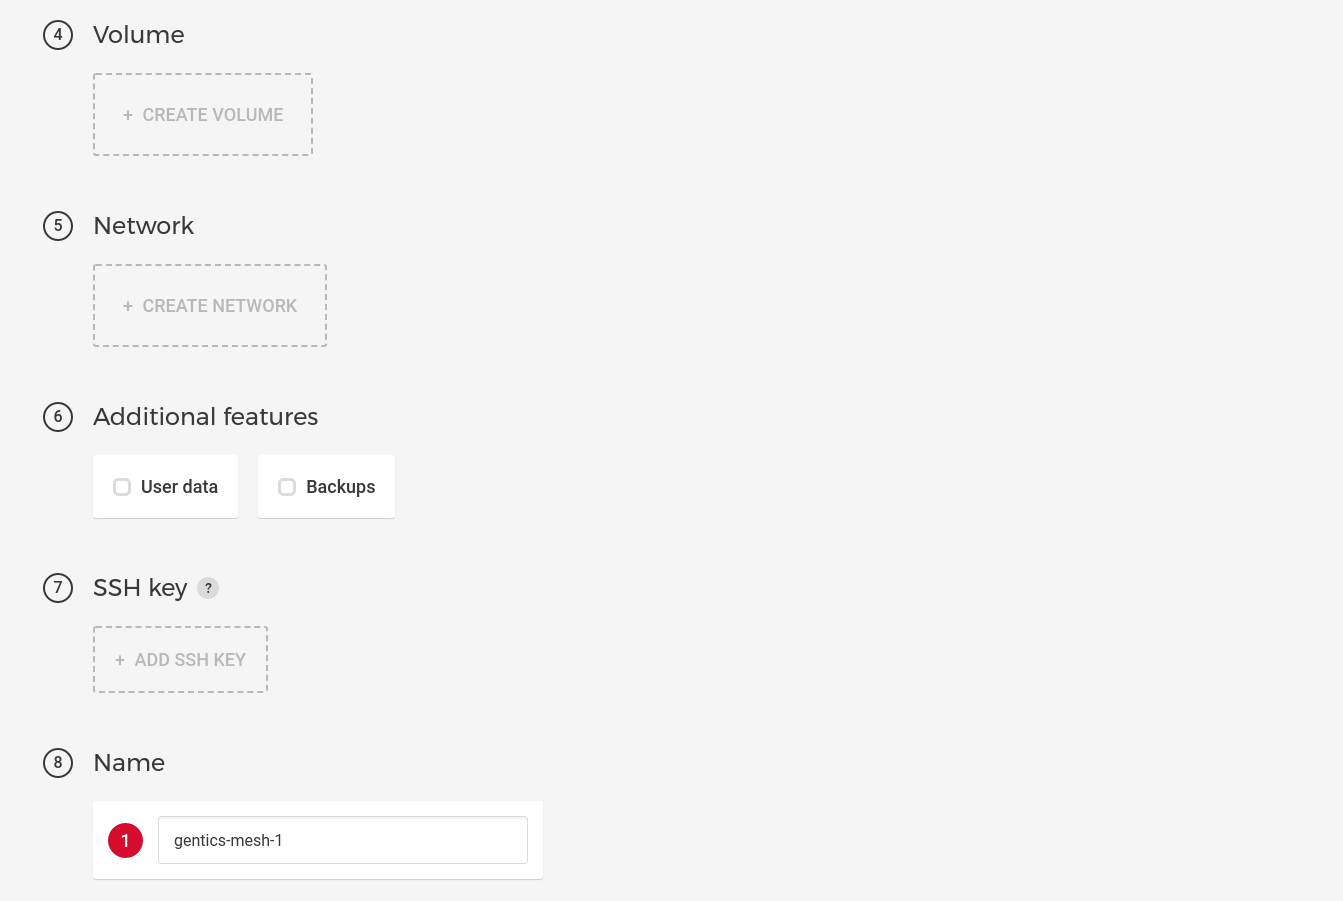 4 Volume
+ CREATE VOLUME
5 Network
+ CREATE NETWORK
6 Additional features
User data Backups
7 SSH key ?
+ ADD SSH KEY
8 Name
1 gentics-mesh-1